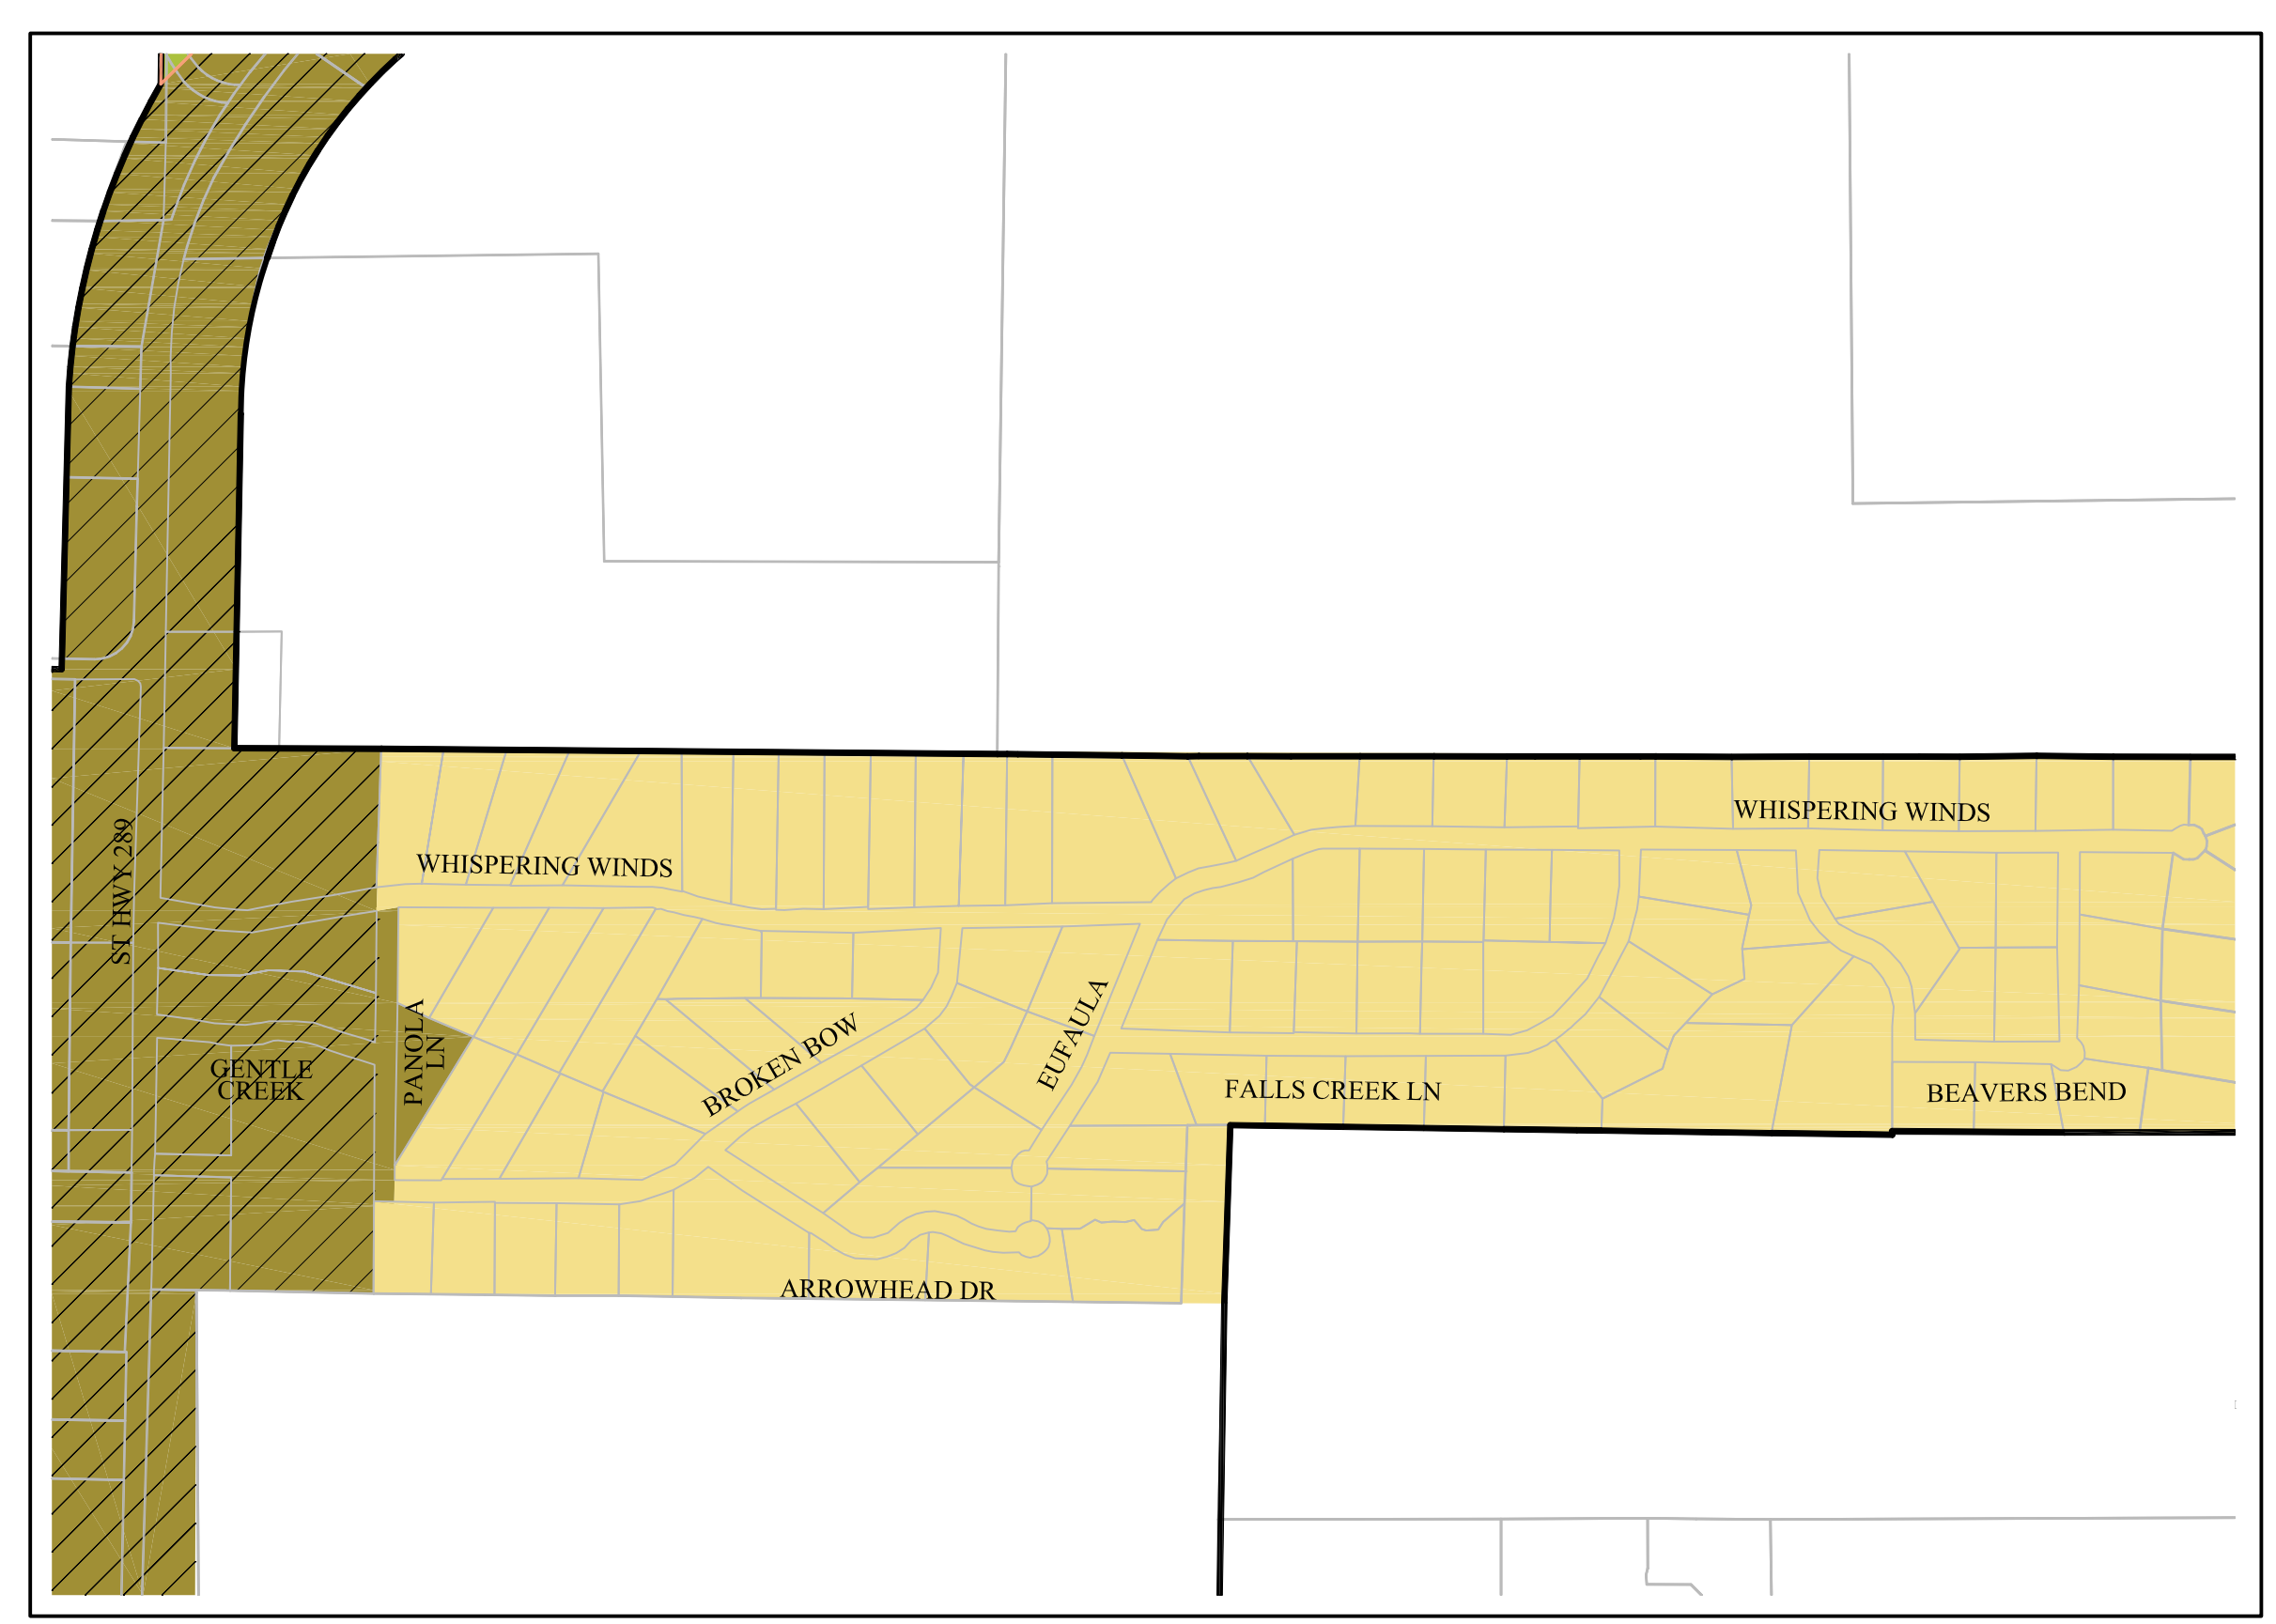 WHISPERING WINDS
WHISPERING WINDS
ST HWY 289
PANOLA
LN
GENTLE
CREEK
BROKEN BOW
EUFAULA
FALLS CREEK LN
BEAVERS BEND
ARROWHEAD DR